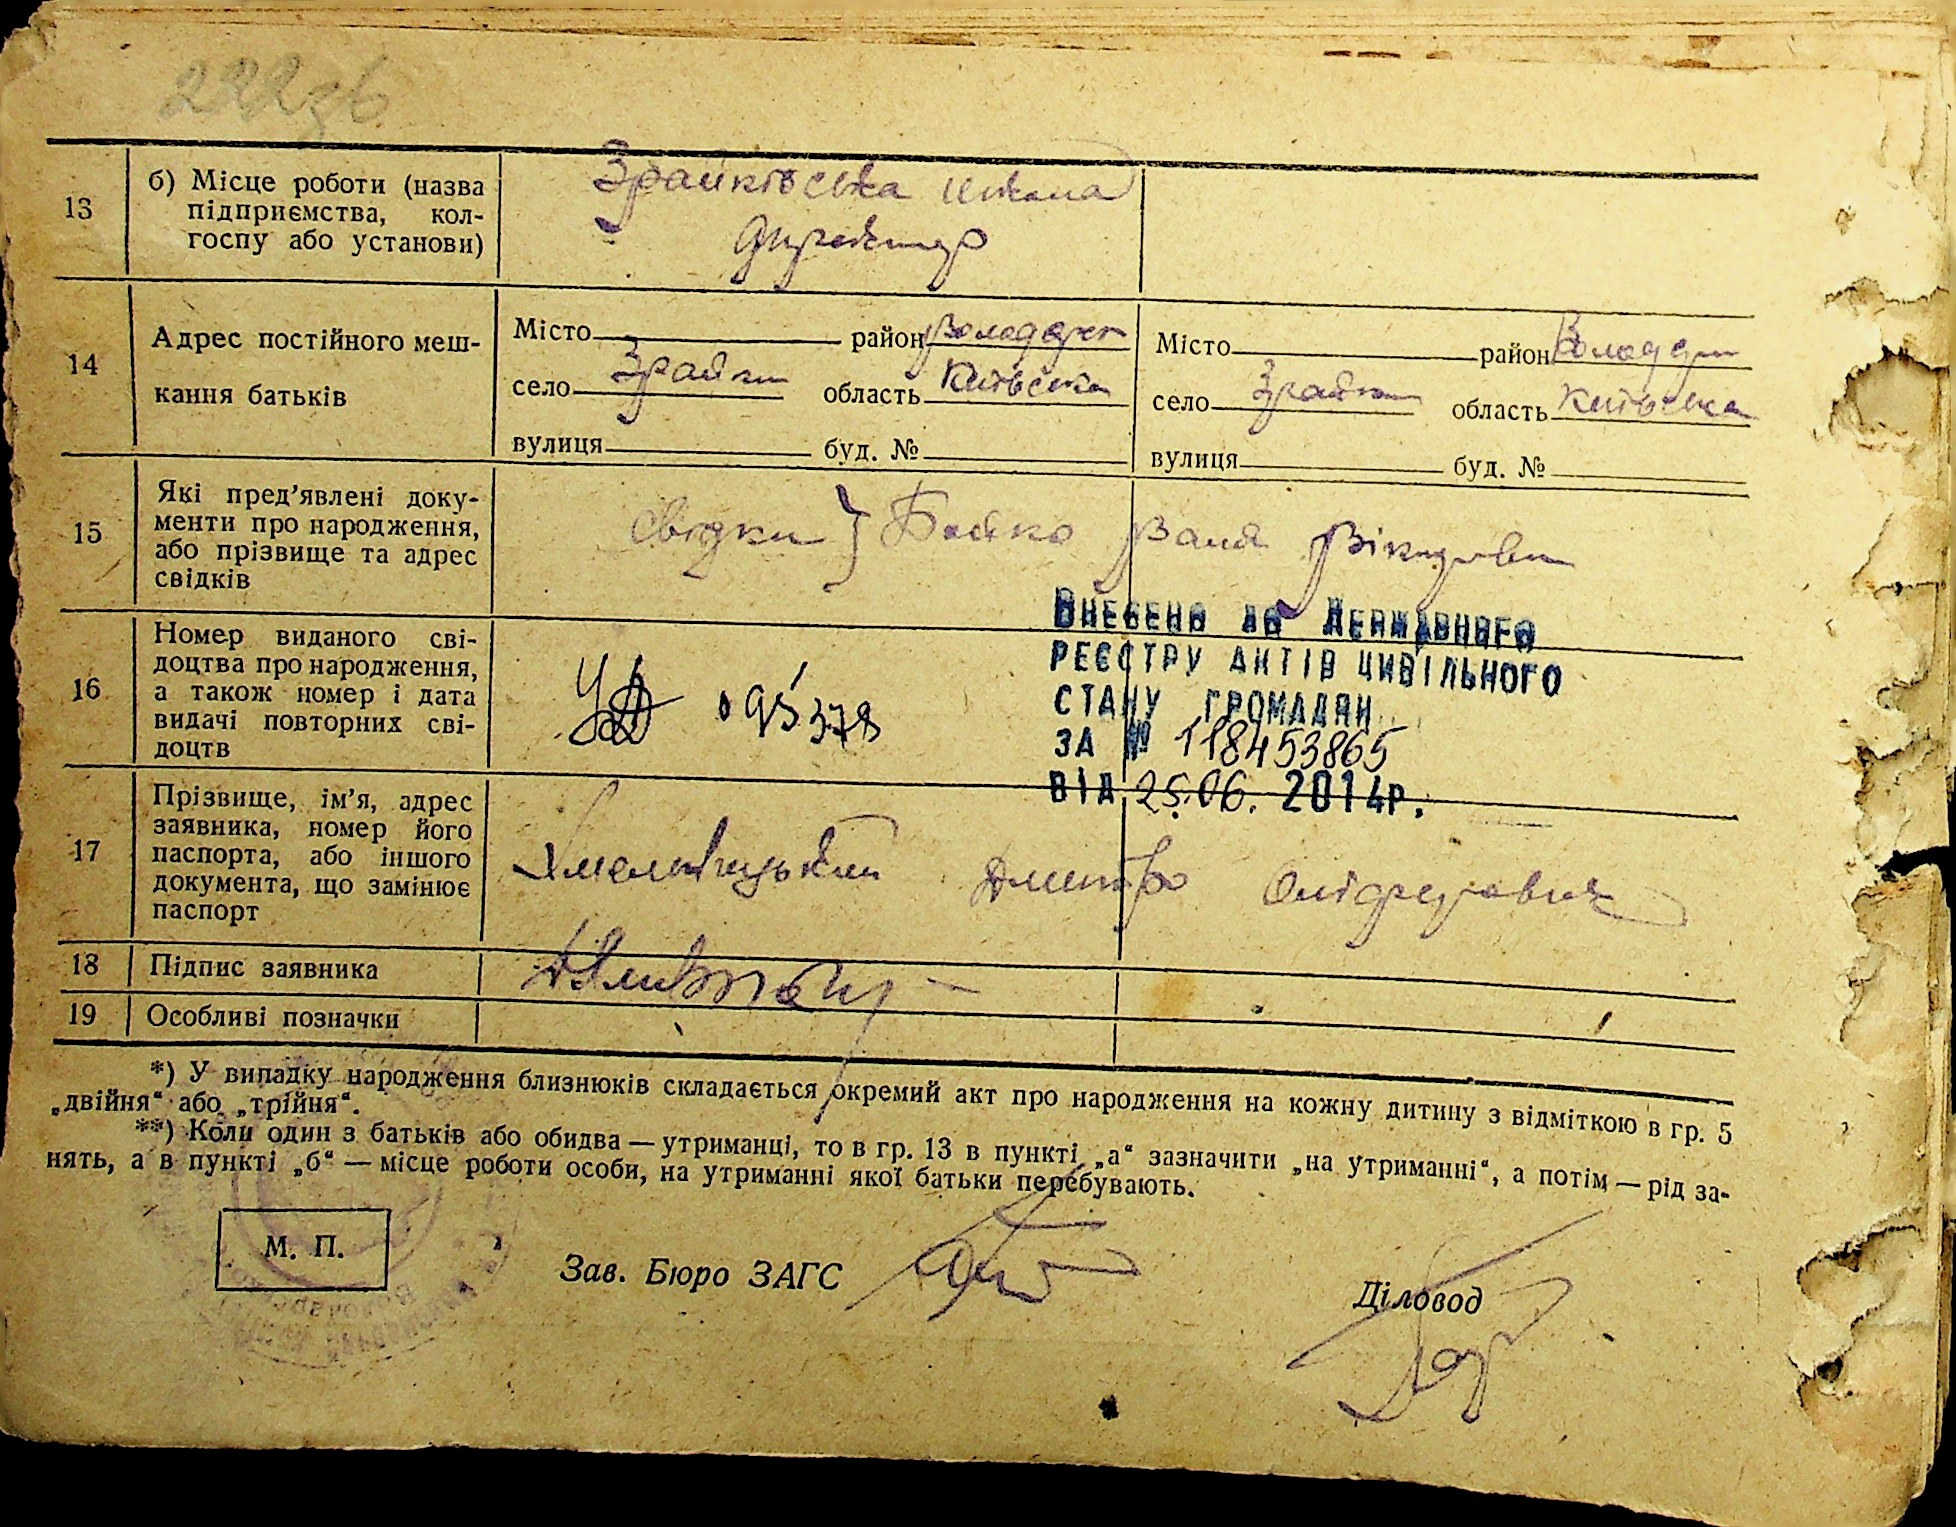 222зв
13
б) Місце роботи (назва
підприємства, кол-
госпу або установи)
Зрайківська школа
директор
14
Адрес постійного меш-
кання батьків
Місто район Володарськ
село Зрайки область Київська
вулиця буд. №
Місто район Володар
село Зрайки область Київська
вулиця буд. №
15
Які пред'явлені доку-
менти про народження,
або прізвище та адрес
свідків
свідки } Бойко Ваня
16
Номер виданого сві-
доцтва про народження,
а також номер і дата
видачі повторних сві-
доцтв
095378
Внесено до Державного
реєстру актів цивільного
стану громадян
за № 118453865
від 25.06. 2014р.
17
Прізвище, ім'я, адрес
заявника, номер його
паспорта, або іншого
документа, що замінює
паспорт
Хмельницький Дмитро
18
Підпис заявника
19
Особливі позначки
*) У випадку народження близнюків складається окремий акт про народження на кожну дитину з відміткою в гр. 5
„двійня“ або „трійня“.
**) Коли один з батьків або обидва — утриманці, то в гр. 13 в пункті „а“ зазначити „на утриманні“, а потім — рід за-
нять, а в пункті „б“ — місце роботи особи, на утриманні якої батьки перебувають.
М. П.
Зав. Бюро ЗАГС
Діловод